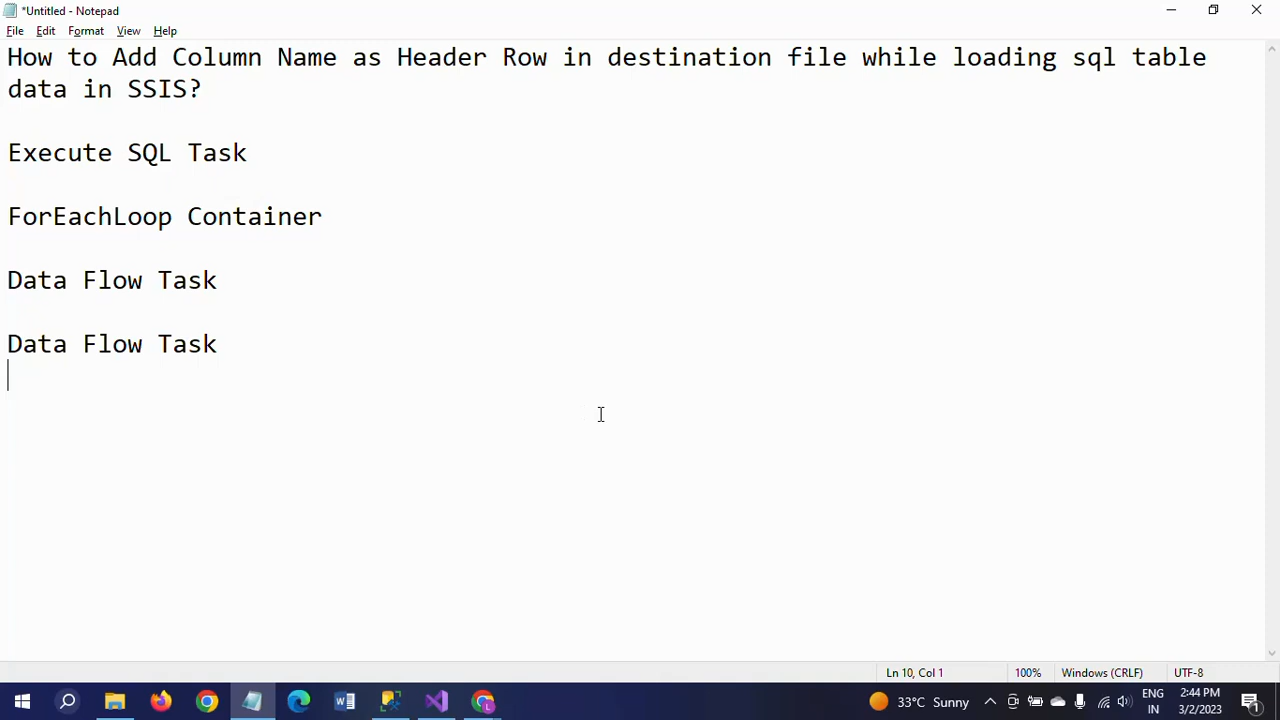 *Untitled - Notepad
File Edit Format View Help
How to Add Column Name as Header Row in destination file while loading sql table
data in SSIS?
Execute SQL Task
ForEachLoop Container
Data Flow Task
Data Flow Task
Ln 10, Col 1 100% Windows (CRLF) UTF-8
33°C Sunny ENG 2:44 PM
IN 3/2/2023 1